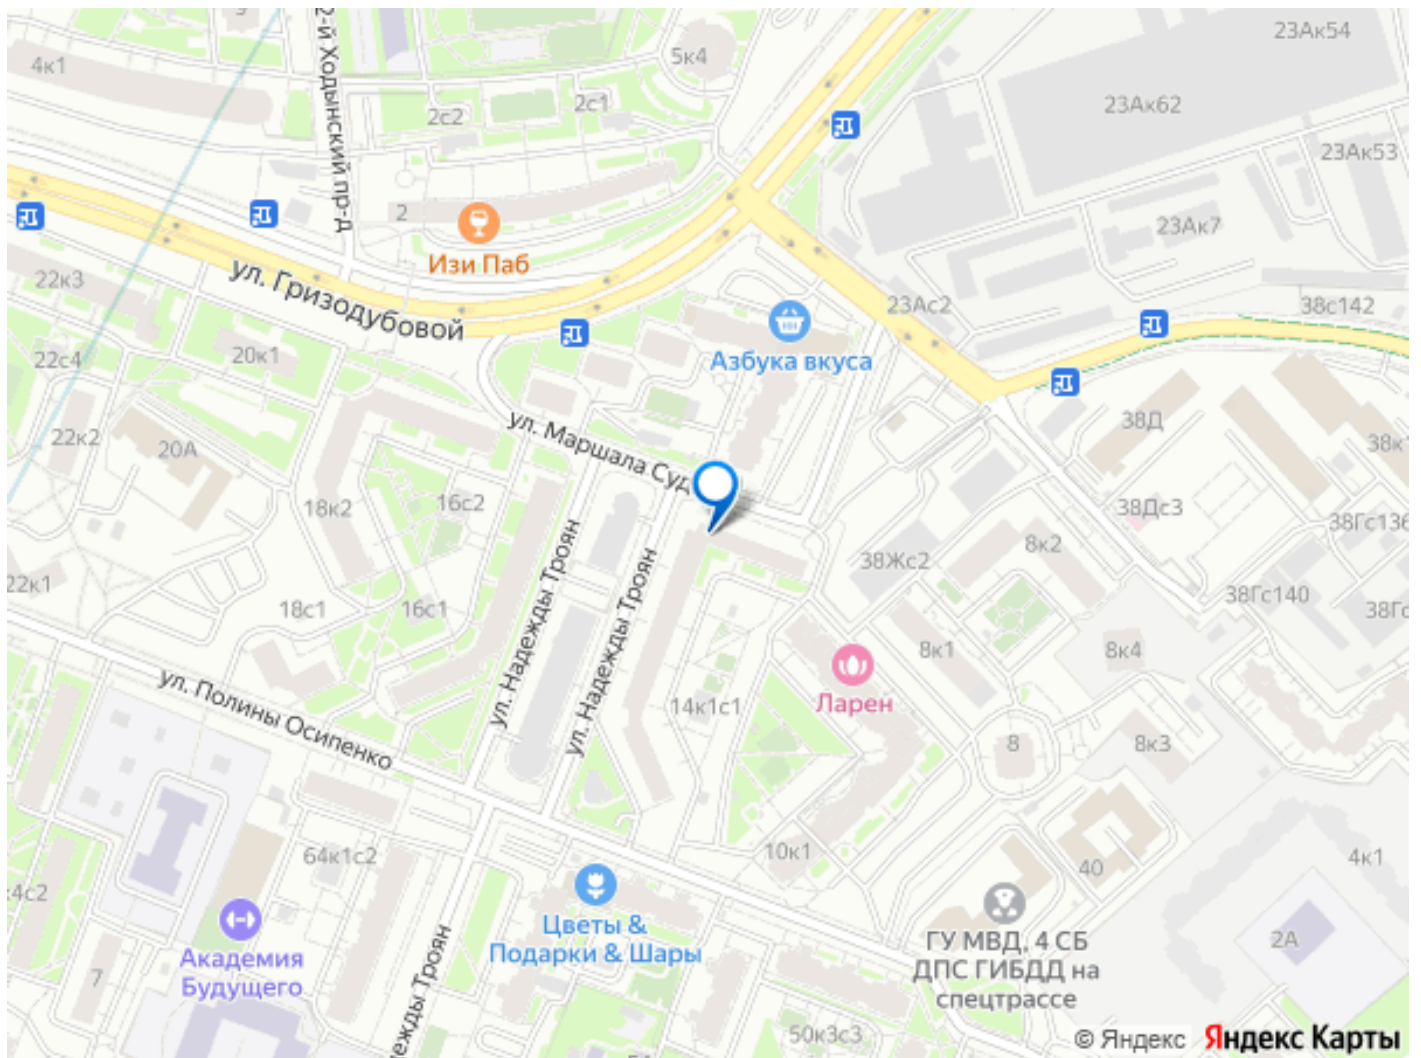 23Ак54
4к1
5к4
2-й Ходынский пр-д
2с2
2с1
23Ак62
23Ак53
2
Изи Паб
23Ак7
22к3
ул. Гризодубовой
23Ас2
38с142
22с4
20к1
Азбука вкуса
ул. Маршала Суд
22к2
20А
38Д
18к2
16с2
38Дс3
38Гс136
ул. Надежды Троян
ул. Надежды Троян
38Жс2
8к2
22к1
18с1
16с1
38Гс140
8к1
8к4
ул. Полины Осипенко
14к1с1
Ларен
8
8к3
64к1с2
10к1
40
4к1
Цветы &
Подарки & Шары
Академия
Будущего
7
ГУ МВД, 4 СБ
ДПС ГИБДД на
спецтрассе
2А
50к3с3
© Яндекс Яндекс Карты